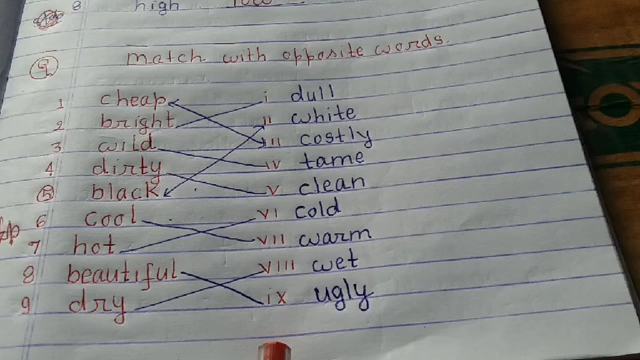 8 high low
Q match with opposite words.
1 cheap i dull
2 bright ii white
3 wild iii costly
4 dirty iv tame
5 black v clean
6 cool vi cold
7 hot vii warm
8 beautiful viii wet
9 dry ix ugly